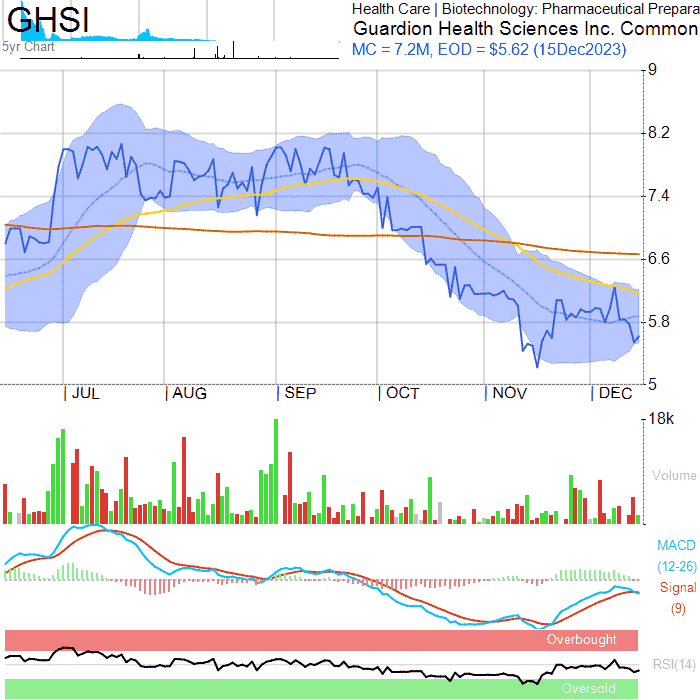 GHSI
Health Care | Biotechnology: Pharmaceutical Prepara
Guardion Health Sciences Inc. Common
MC = 7.2M, EOD = $5.62 (15Dec2023)
5yr Chart
9
8.2
7.4
6.6
5.8
5
JUL
AUG
SEP
OCT
NOV
DEC
18k
Volume
MACD
(12-26)
Signal
(9)
Overbought
RSI(14)
Oversold